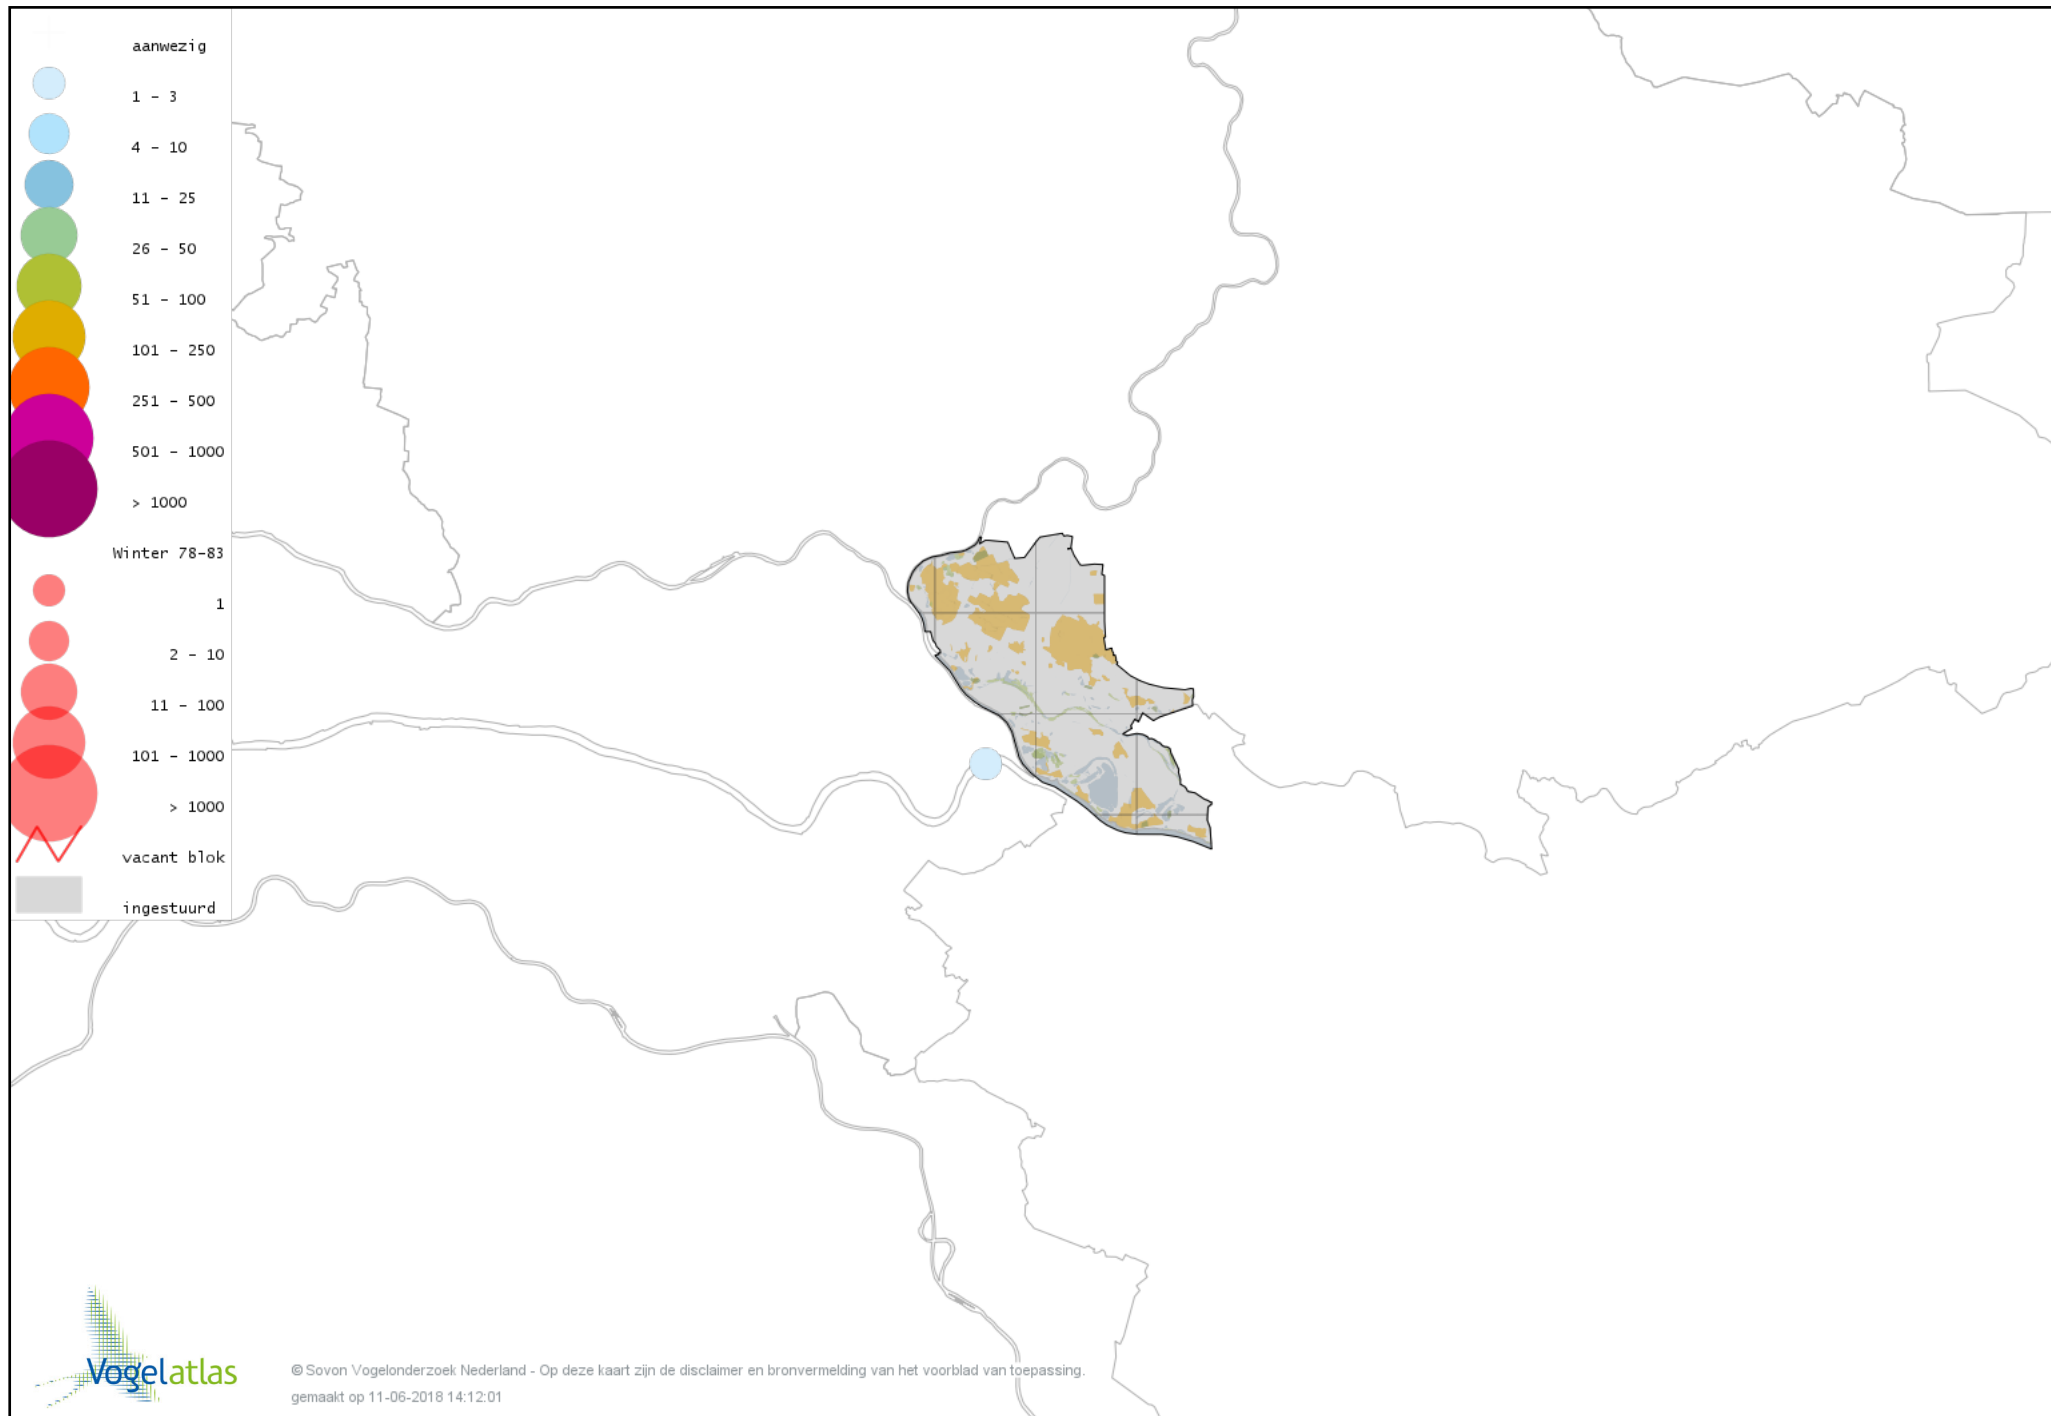 aanwezig
1 - 3
4 - 10
11 - 25
26 - 50
51 - 100
101 - 250
251 - 500
501 - 1000
> 1000
Winter 78-83
1
2 - 10
11 - 100
101 - 1000
> 1000
vacant blok
ingestuurd
Vogelatlas
© Sovon Vogelonderzoek Nederland - Op deze kaart zijn de disclaimer en bronvermelding van het voorblad van toepassing.
gemaakt op 11-06-2018 14:12:01